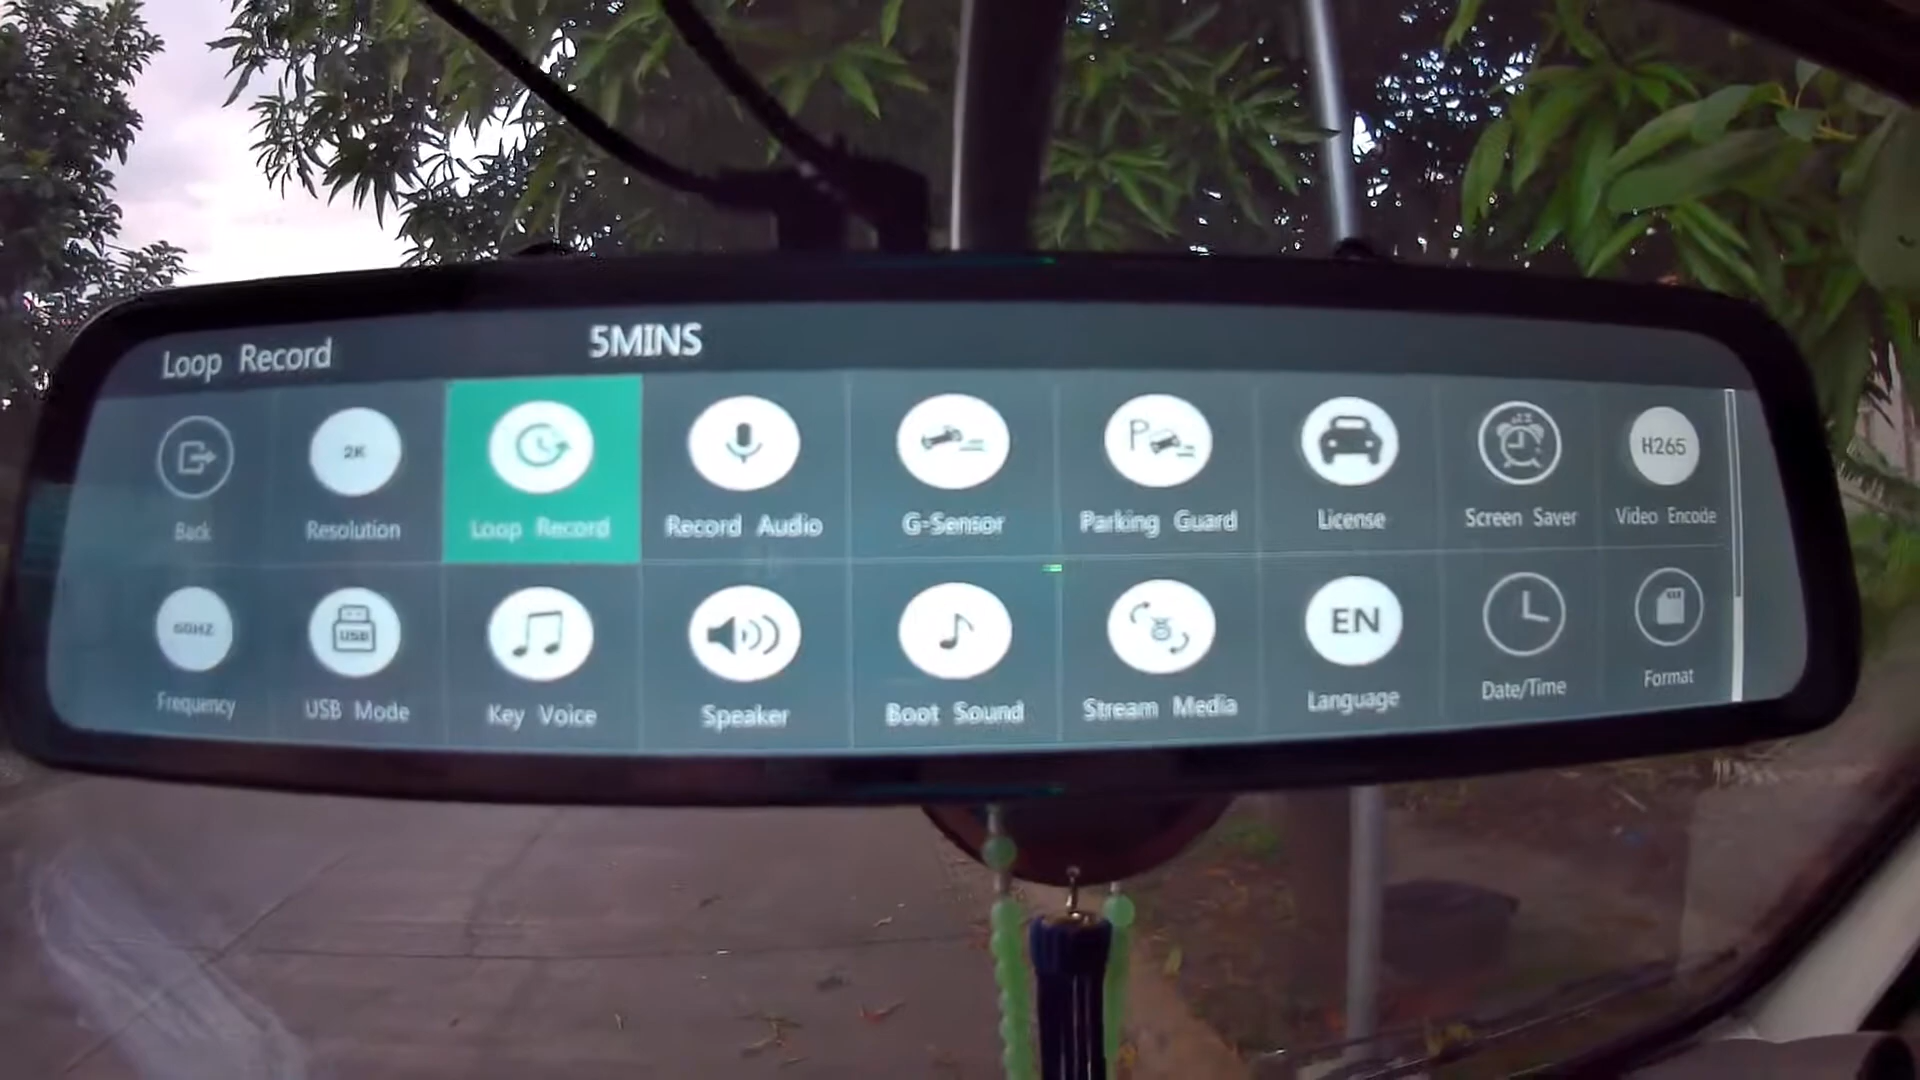 Loop Record 5MINS
2K H265
Back Resolution Loop Record Record Audio G-Sensor Parking Guard License Screen Saver Video Encode
60HZ USB EN
Frequency USB Mode Key Voice Speaker Boot Sound Stream Media Language Date/Time Format